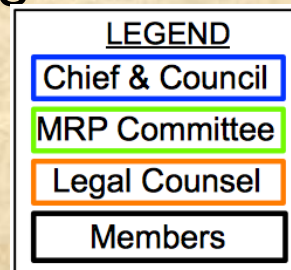 LEGEND
Chief & Council
MRP Committee
Legal Counsel
Members